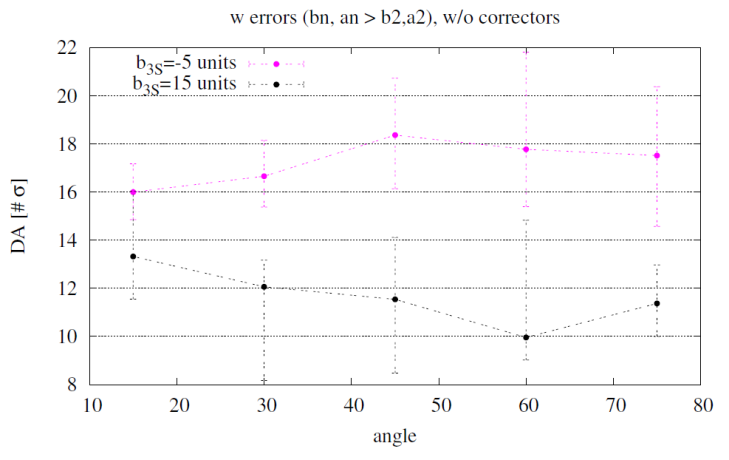 w errors (bn, an > b2,a2), w/o correctors
b3S=-5 units
b3S=15 units
DA [# σ]
22
20
18
16
14
12
10
8
10 20 30 40 50 60 70 80
angle